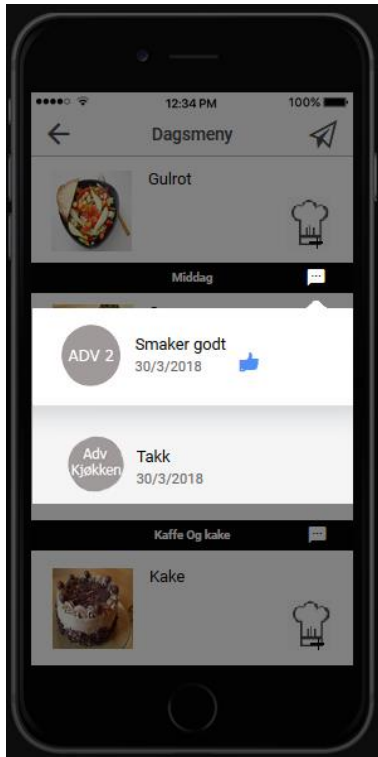 12:34 PM
100%
Dagsmeny
Gulrot
Middag
ADV 2
Smaker godt
30/3/2018
Adv
Kjøkken
Takk
30/3/2018
Kaffe Og kake
Kake